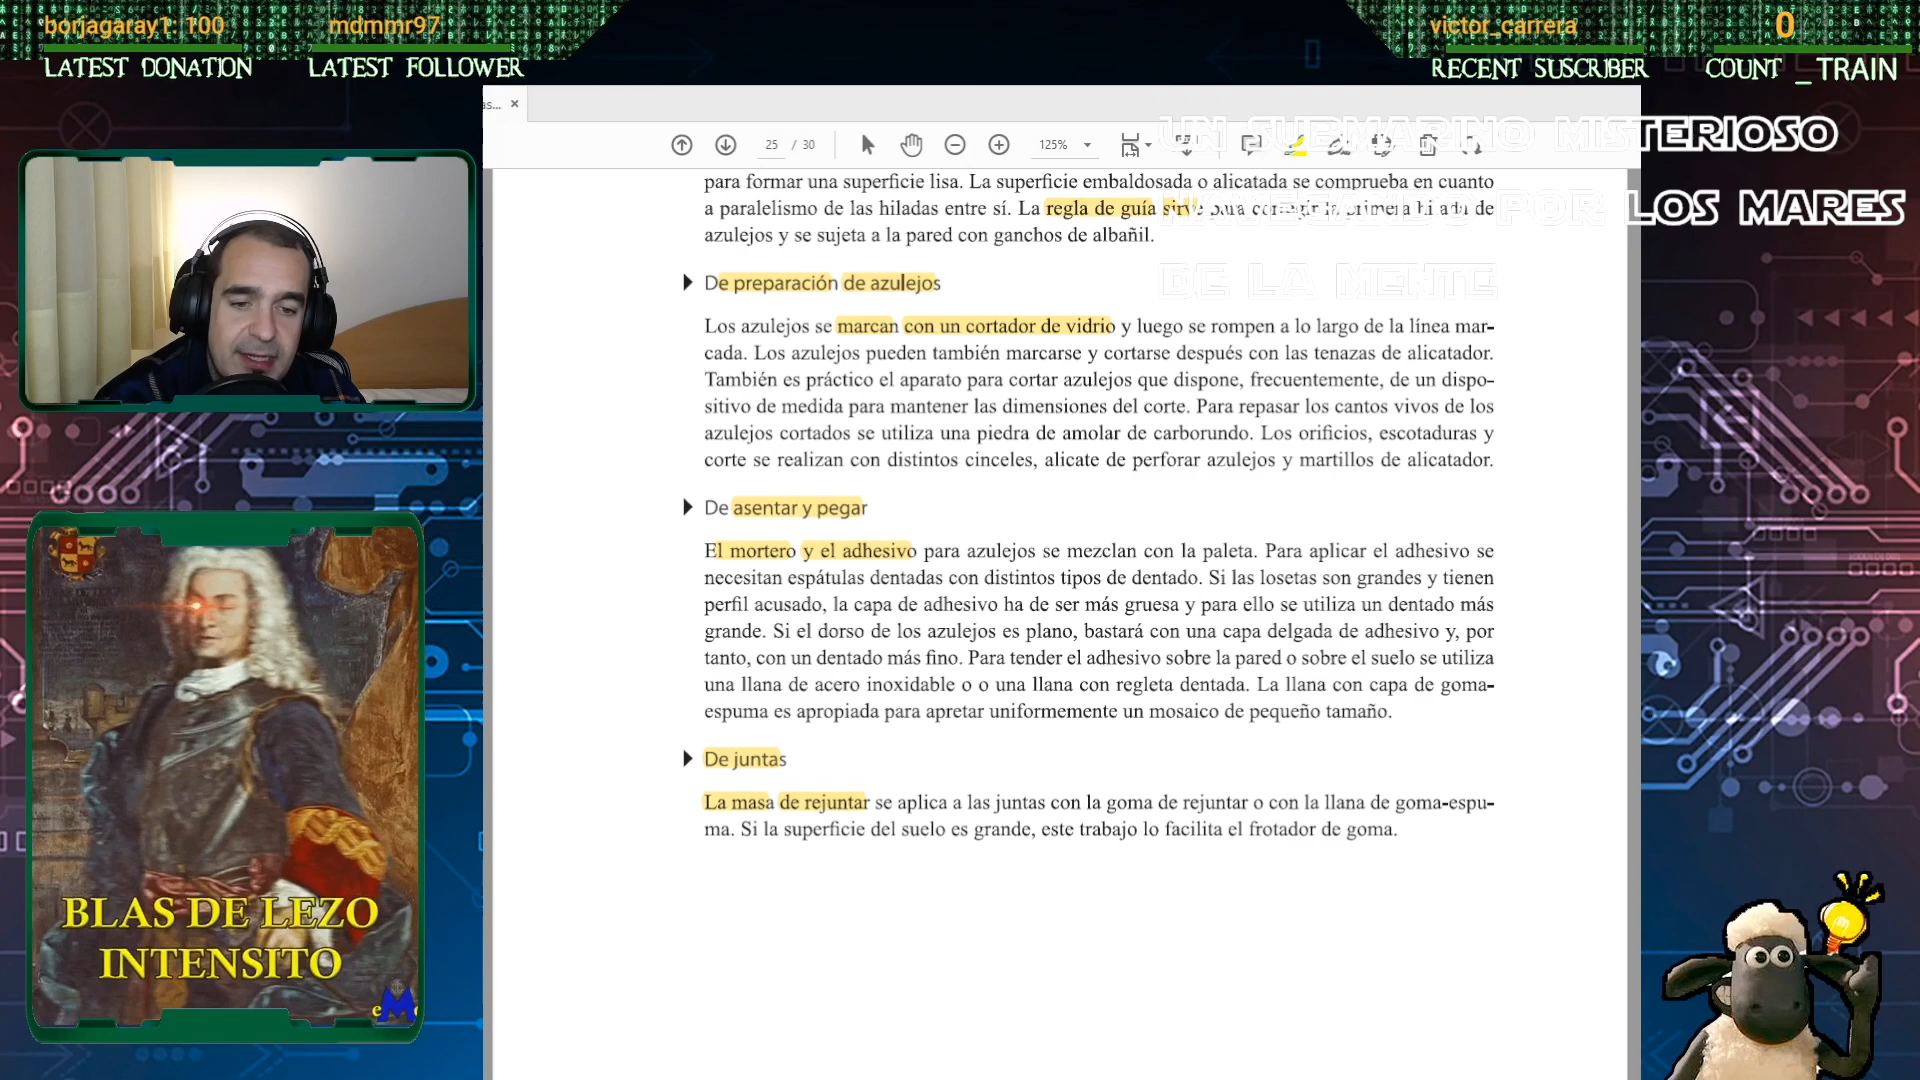 borjagaray1: 100
LATEST DONATION
mdmmr97
LATEST FOLLOWER
victor_carrera
RECENT SUSCRIBER
0
COUNT _TRAIN
UN SUBMARINO MISTERIOSO
NAVEGANDO POR LOS MARES
DE LA MENTE
as... ×
25 / 30
125%
para formar una superficie lisa. La superficie embaldosada o alicatada se comprueba en cuanto
a paralelismo de las hiladas entre sí. La regla de guía sirve para corregir la primera hilada de
azulejos y se sujeta a la pared con ganchos de albañil.
De preparación de azulejos
Los azulejos se marcan con un cortador de vidrio y luego se rompen a lo largo de la línea mar-
cada. Los azulejos pueden también marcarse y cortarse después con las tenazas de alicatador.
También es práctico el aparato para cortar azulejos que dispone, frecuentemente, de un dispo-
sitivo de medida para mantener las dimensiones del corte. Para repasar los cantos vivos de los
azulejos cortados se utiliza una piedra de amolar de carborundo. Los orificios, escotaduras y
corte se realizan con distintos cinceles, alicate de perforar azulejos y martillos de alicatador.
De asentar y pegar
El mortero y el adhesivo para azulejos se mezclan con la paleta. Para aplicar el adhesivo se
necesitan espátulas dentadas con distintos tipos de dentado. Si las losetas son grandes y tienen
perfil acusado, la capa de adhesivo ha de ser más gruesa y para ello se utiliza un dentado más
grande. Si el dorso de los azulejos es plano, bastará con una capa delgada de adhesivo y, por
tanto, con un dentado más fino. Para tender el adhesivo sobre la pared o sobre el suelo se utiliza
una llana de acero inoxidable o o una llana con regleta dentada. La llana con capa de goma-
espuma es apropiada para apretar uniformemente un mosaico de pequeño tamaño.
De juntas
La masa de rejuntar se aplica a las juntas con la goma de rejuntar o con la llana de goma-espu-
ma. Si la superficie del suelo es grande, este trabajo lo facilita el frotador de goma.
BLAS DE LEZO
INTENSITO